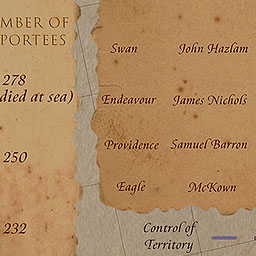 MBER OF
PORTEES
Swan John Hazlam
278
died at sea)
Endeavour James Nichols
Providence Samuel Barron
250
Eagle McKown
232
Control of
Territory